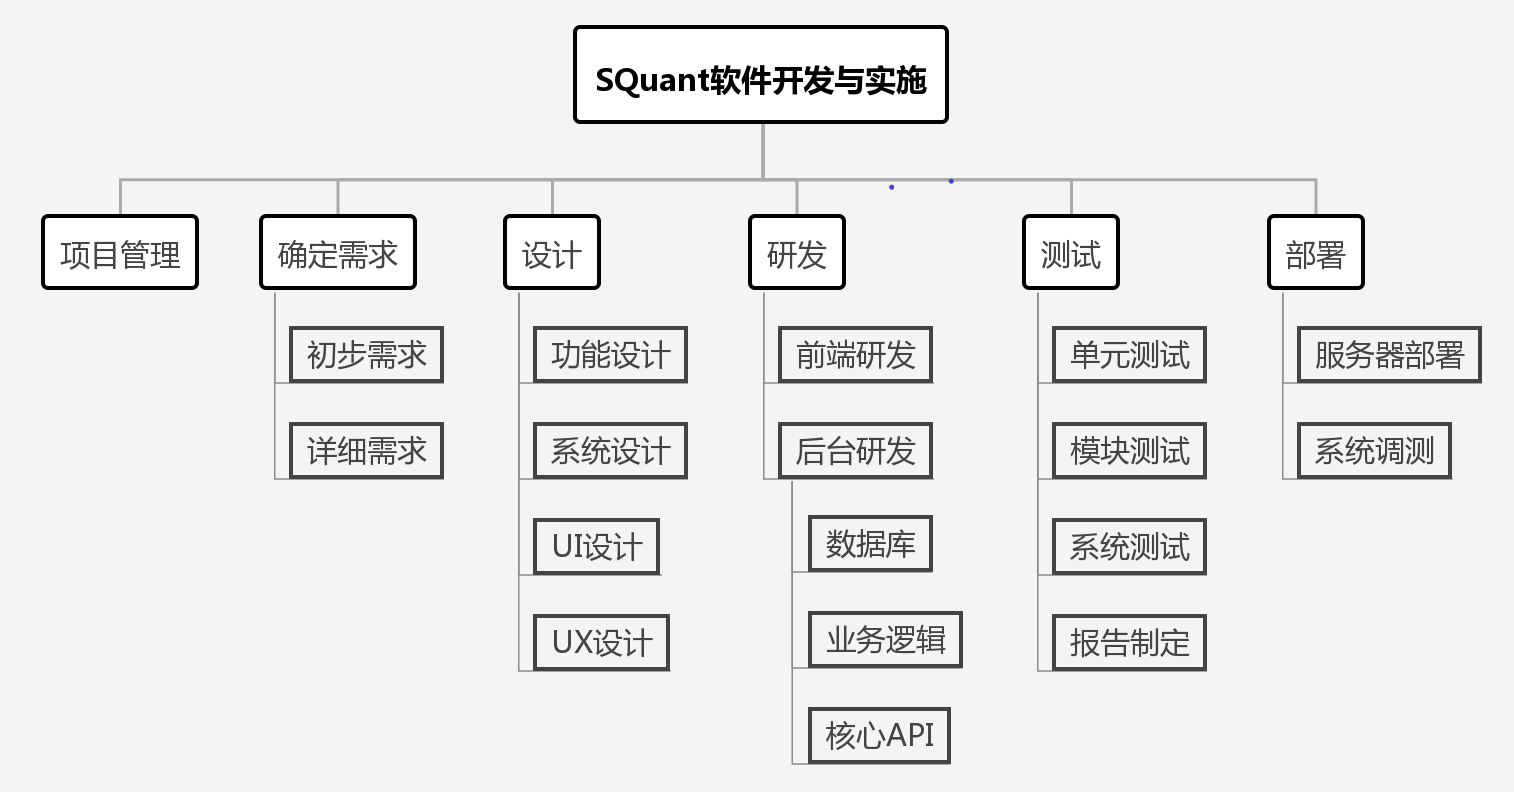 SQuant软件开发与实施
项目管理
确定需求
设计
研发
测试
部署
初步需求
功能设计
前端研发
单元测试
服务器部署
详细需求
系统设计
后台研发
模块测试
系统调测
UI设计
数据库
系统测试
UX设计
业务逻辑
报告制定
核心API